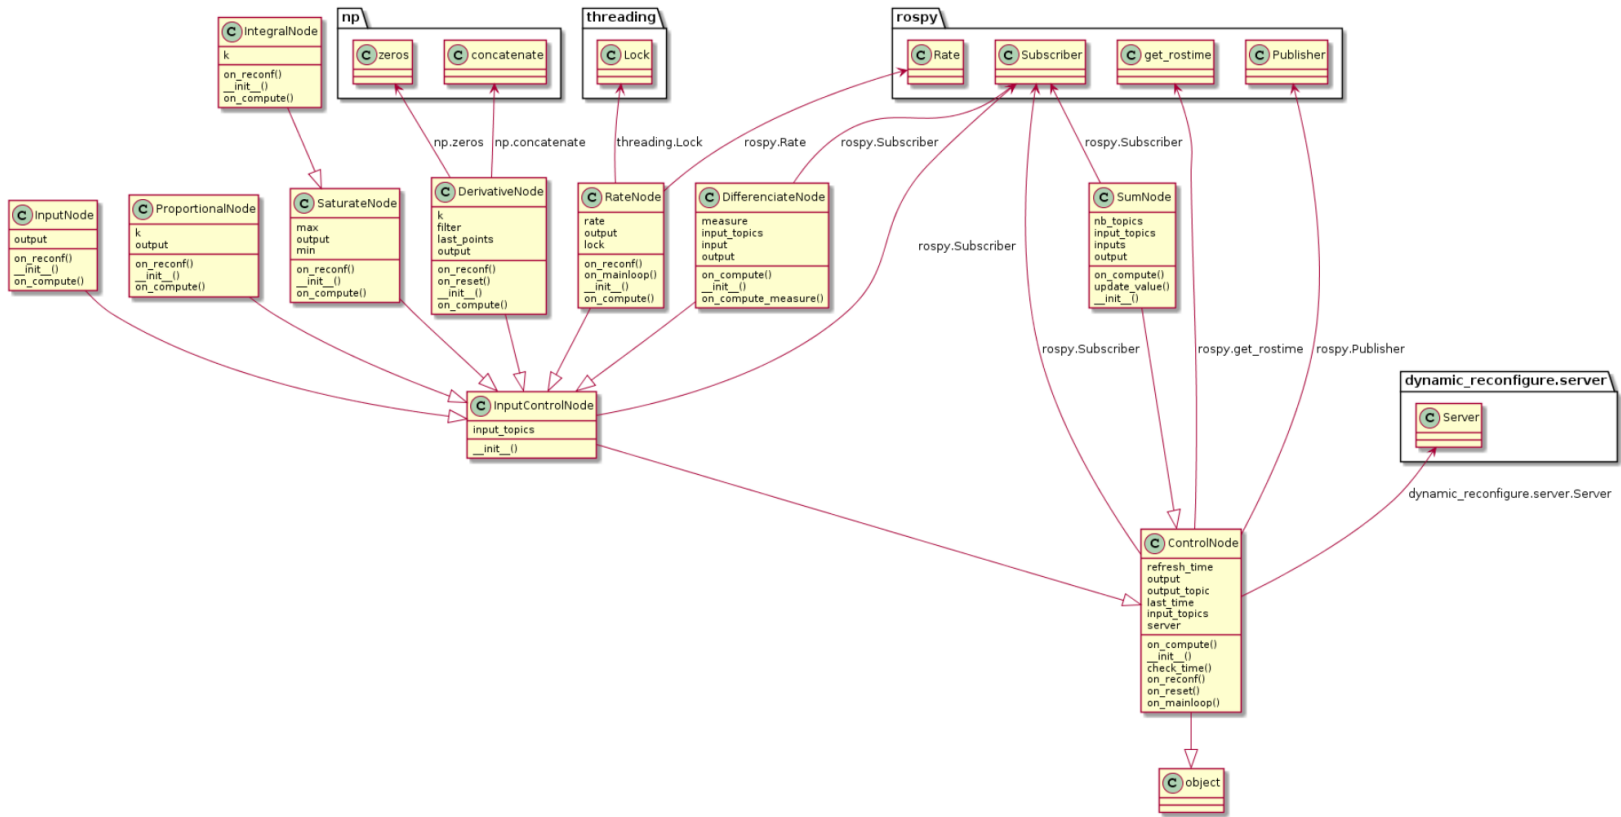 np
threading
rospy
C IntegralNode
k
on_reconf()
__init__()
on_compute()
C zeros
C concatenate
C Lock
C Rate
C Subscriber
C get_rostime
C Publisher
np.zeros
np.concatenate
threading.Lock
rospy.Rate
rospy.Subscriber
rospy.Subscriber
C InputNode
output
on_reconf()
__init__()
on_compute()
C ProportionalNode
k
output
on_reconf()
__init__()
on_compute()
C SaturateNode
max
output
min
on_reconf()
__init__()
on_compute()
C DerivativeNode
k
filter
last_points
output
on_reconf()
on_reset()
__init__()
on_compute()
C RateNode
rate
output
lock
on_reconf()
on_mainloop()
__init__()
on_compute()
C DifferenciateNode
measure
input_topics
input
output
on_compute()
__init__()
on_compute_measure()
rospy.Subscriber
C SumNode
nb_topics
input_topics
inputs
output
on_compute()
update_value()
__init__()
rospy.Subscriber
rospy.get_rostime
rospy.Publisher
C InputControlNode
input_topics
__init__()
dynamic_reconfigure.server
C Server
dynamic_reconfigure.server.Server
C ControlNode
refresh_time
output
output_topic
last_time
input_topics
server
on_compute()
__init__()
check_time()
on_reconf()
on_reset()
on_mainloop()
C object